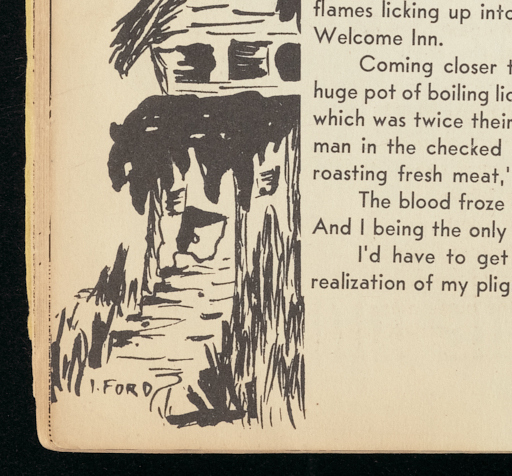 flames licking up into
Welcome Inn.
Coming closer t
huge pot of boiling liq
which was twice their
man in the checked
roasting fresh meat,'
The blood froze
And I being the only
I'd have to get
realization of my plig
I. FORD